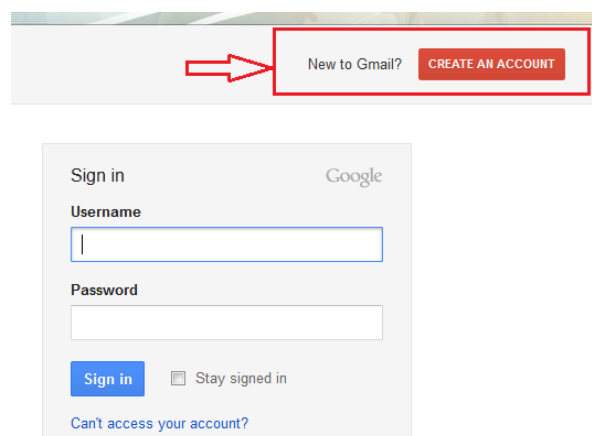 New to Gmail? CREATE AN ACCOUNT
Sign in Google
Username
Password
Sign in Stay signed in
Can't access your account?